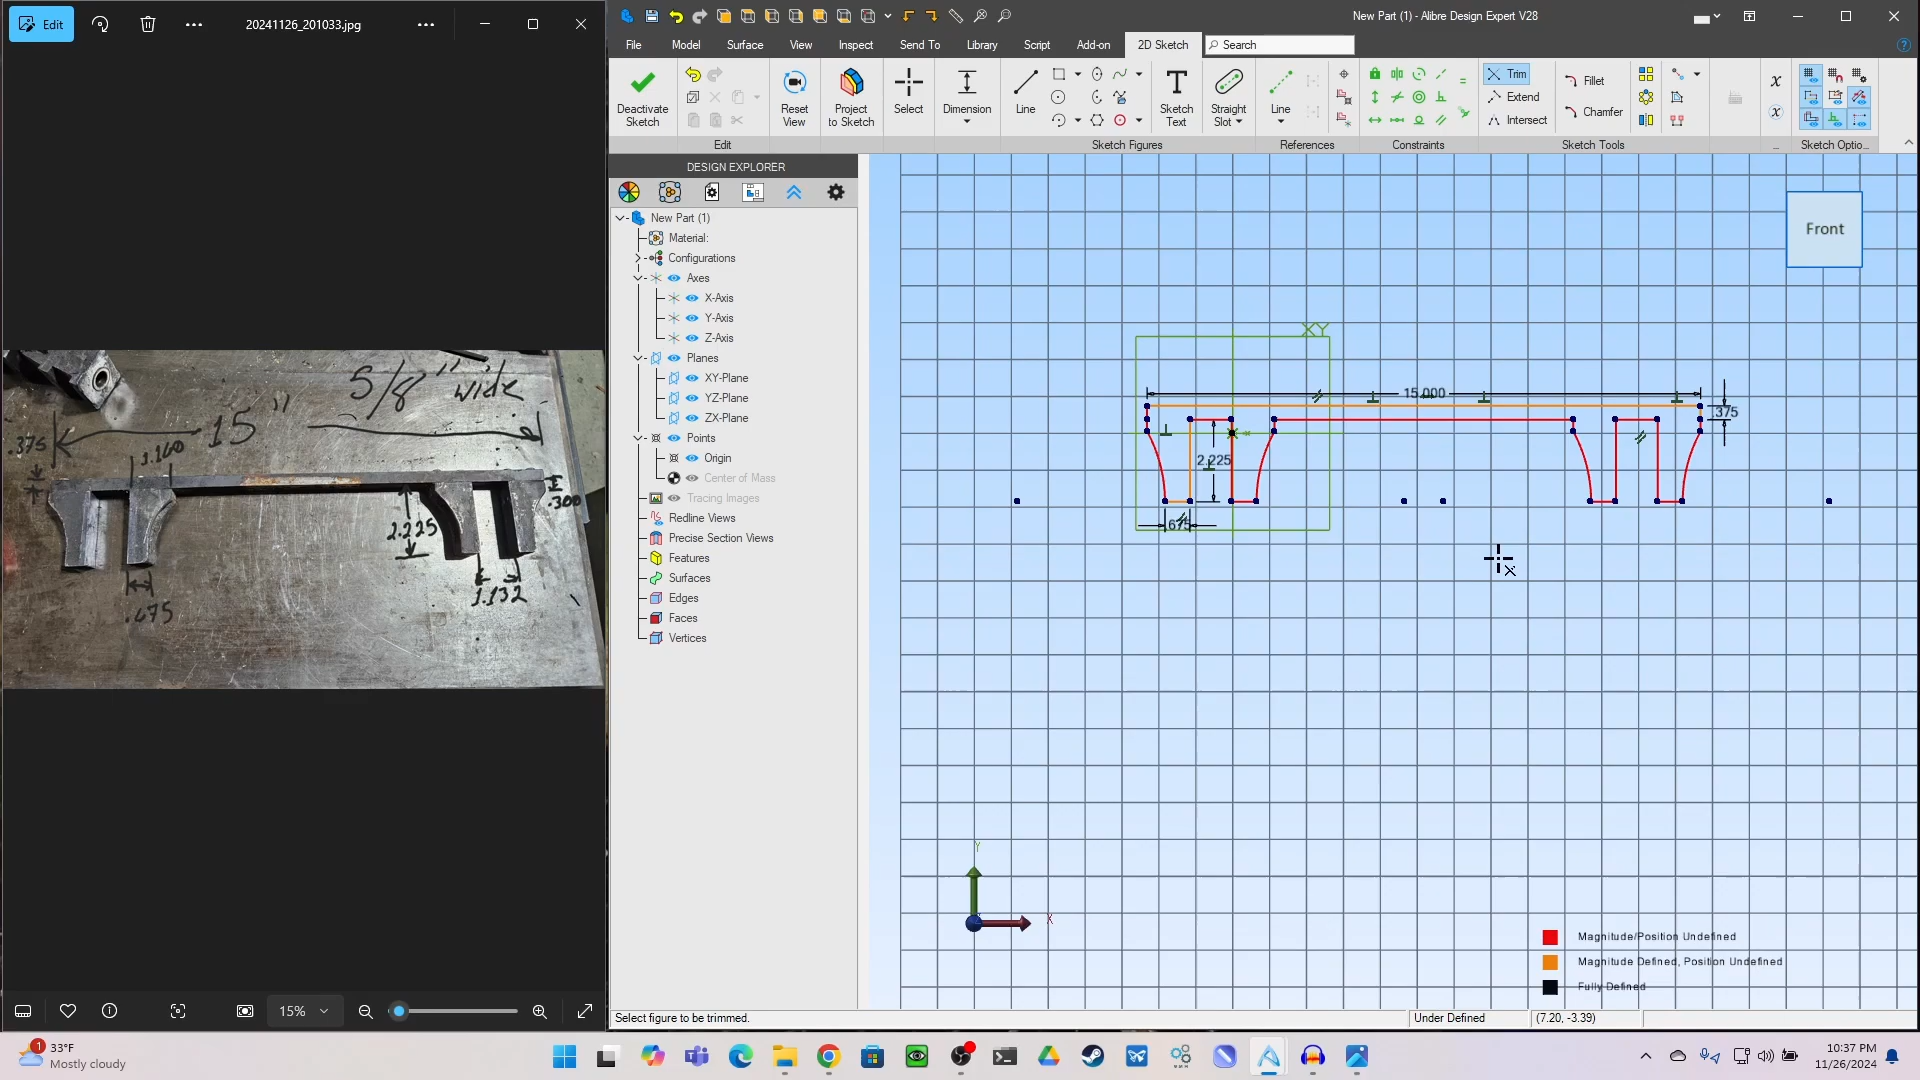 Edit
20241126_201033.jpg
5/8" wide
15"
.375
1.160
.300
2.225
1.132
.675
15%
New Part (1) - Alibre Design Expert V28
File
Model
Surface
View
Inspect
Send To
Library
Script
Add-on
2D Sketch
Search
Deactivate
Sketch
Reset
View
Project
to Sketch
Select
Dimension
Line
Sketch
Text
Straight
Slot
Line
Trim
Extend
Intersect
Fillet
Chamfer
Edit
Sketch Figures
References
Constraints
Sketch Tools
...
Sketch Optio...
DESIGN EXPLORER
New Part (1)
Material:
Configurations
Axes
X-Axis
Y-Axis
Z-Axis
Planes
XY-Plane
YZ-Plane
ZX-Plane
Points
Origin
Center of Mass
Tracing Images
Redline Views
Precise Section Views
Features
Surfaces
Edges
Faces
Vertices
Front
XY
15.000
.375
2.225
.675
Y
X
Magnitude/Position Undefined
Magnitude Defined, Position Undefined
Fully Defined
Select figure to be trimmed.
Under Defined
(7.20, -3.39)
1
33°F
Mostly cloudy
10:37 PM
11/26/2024